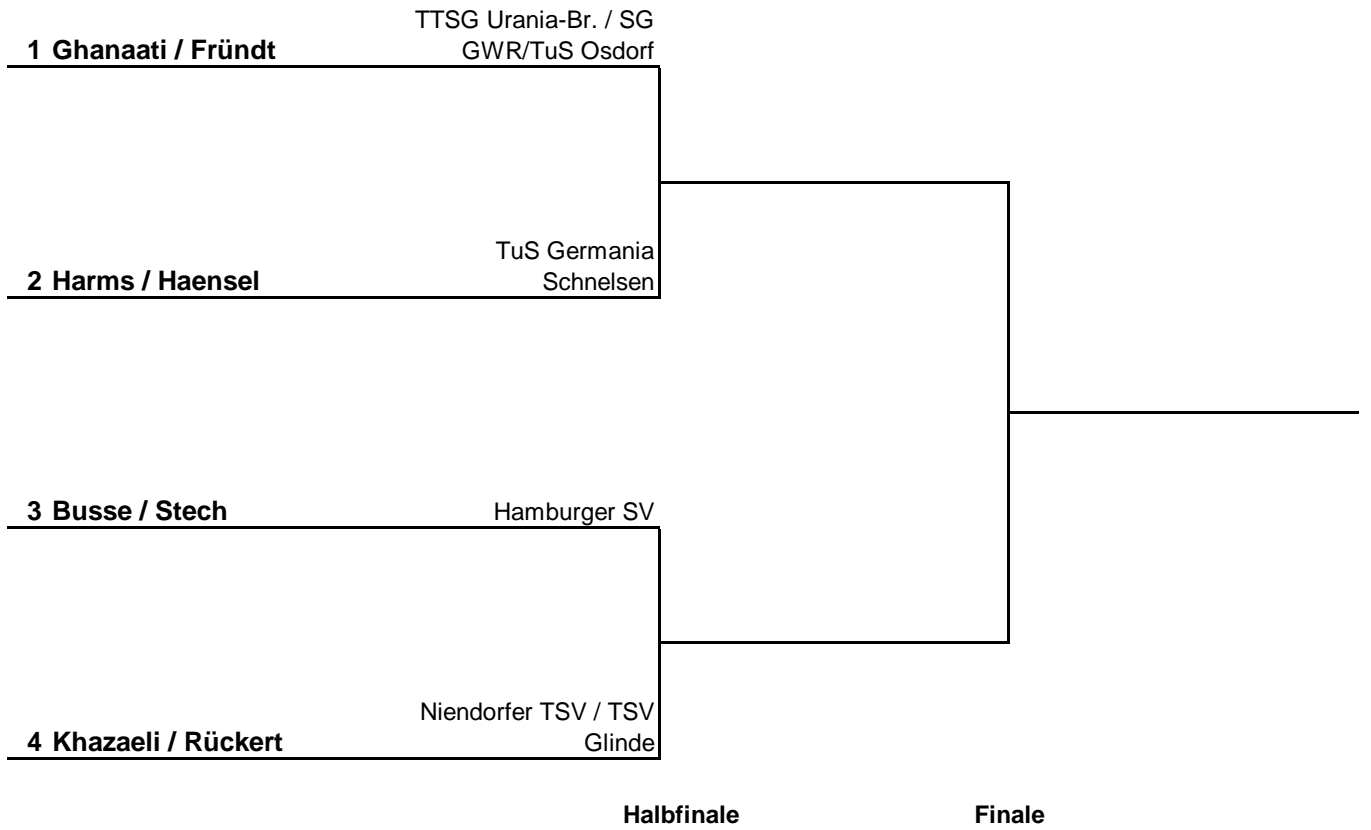 TTSG Urania-Br. / SG
1 Ghanaati / Fründt GWR/TuS Osdorf
TuS Germania
2 Harms / Haensel Schnelsen
3 Busse / Stech Hamburger SV
Niendorfer TSV / TSV
4 Khazaeli / Rückert Glinde
Halbfinale Finale